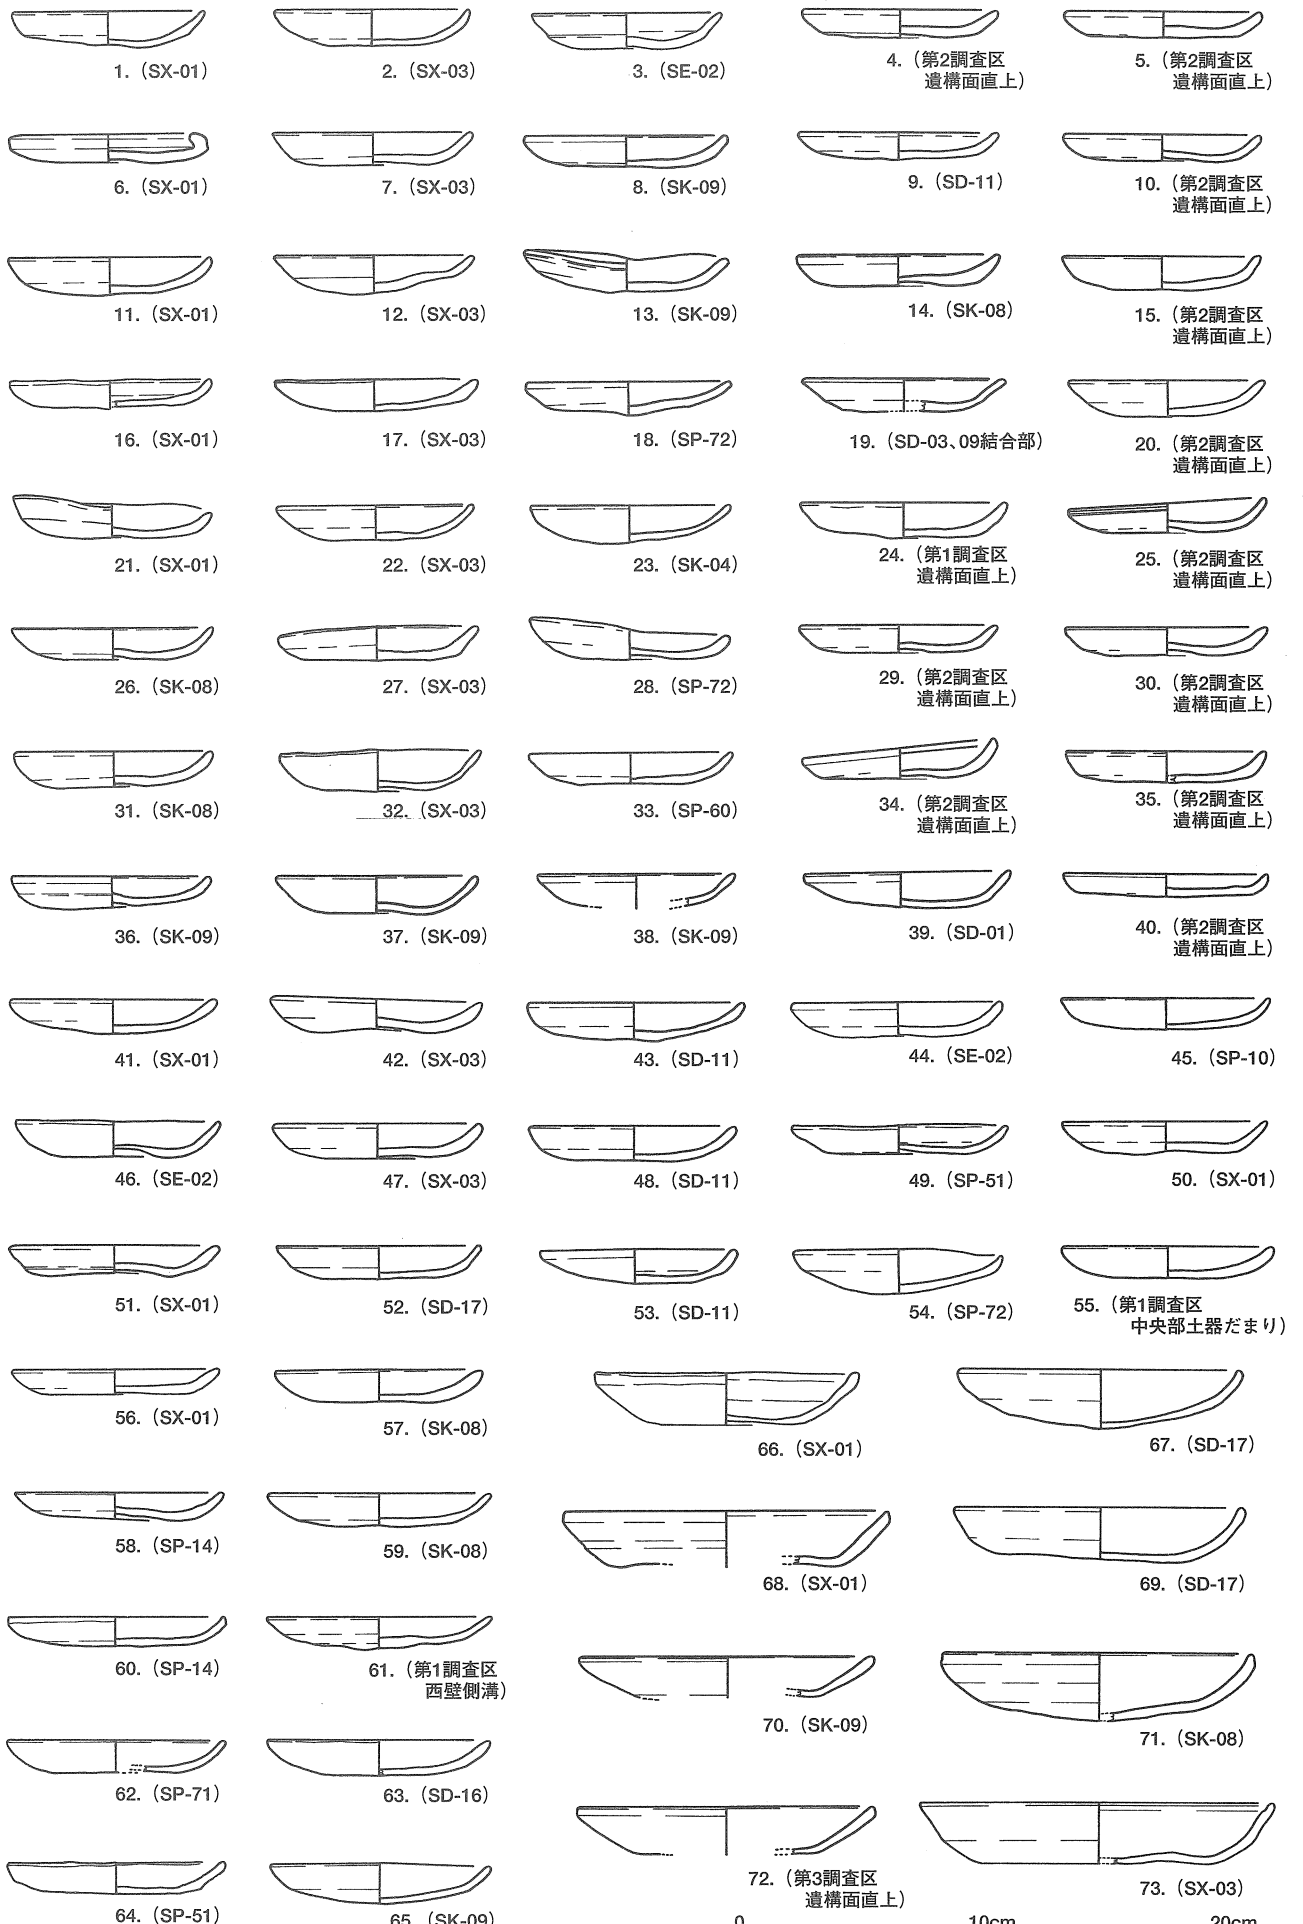 1.（SX-01）
2.（SX-03）
3.（SE-02）
4.（第2調査区
遺構面直上）
5.（第2調査区
遺構面直上）
6.（SX-01）
7.（SX-03）
8.（SK-09）
9.（SD-11）
10.（第2調査区
遺構面直上）
11.（SX-01）
12.（SX-03）
13.（SK-09）
14.（SK-08）
15.（第2調査区
遺構面直上）
16.（SX-01）
17.（SX-03）
18.（SP-72）
19.（SD-03、09結合部）
20.（第2調査区
遺構面直上）
21.（SX-01）
22.（SX-03）
23.（SK-04）
24.（第1調査区
遺構面直上）
25.（第2調査区
遺構面直上）
26.（SK-08）
27.（SX-03）
28.（SP-72）
29.（第2調査区
遺構面直上）
30.（第2調査区
遺構面直上）
31.（SK-08）
32.（SX-03）
33.（SP-60）
34.（第2調査区
遺構面直上）
35.（第2調査区
遺構面直上）
36.（SK-09）
37.（SK-09）
38.（SK-09）
39.（SD-01）
40.（第2調査区
遺構面直上）
41.（SX-01）
42.（SX-03）
43.（SD-11）
44.（SE-02）
45.（SP-10）
46.（SE-02）
47.（SX-03）
48.（SD-11）
49.（SP-51）
50.（SX-01）
51.（SX-01）
52.（SD-17）
53.（SD-11）
54.（SP-72）
55.（第1調査区
中央部土器だまり）
56.（SX-01）
57.（SK-08）
66.（SX-01）
67.（SD-17）
58.（SP-14）
59.（SK-08）
68.（SX-01）
69.（SD-17）
60.（SP-14）
61.（第1調査区
西壁側溝）
70.（SK-09）
71.（SK-08）
62.（SP-71）
63.（SD-16）
72.（第3調査区
遺構面直上）
73.（SX-03）
64.（SP-51）
65.（SK-09）
0 10cm 20cm